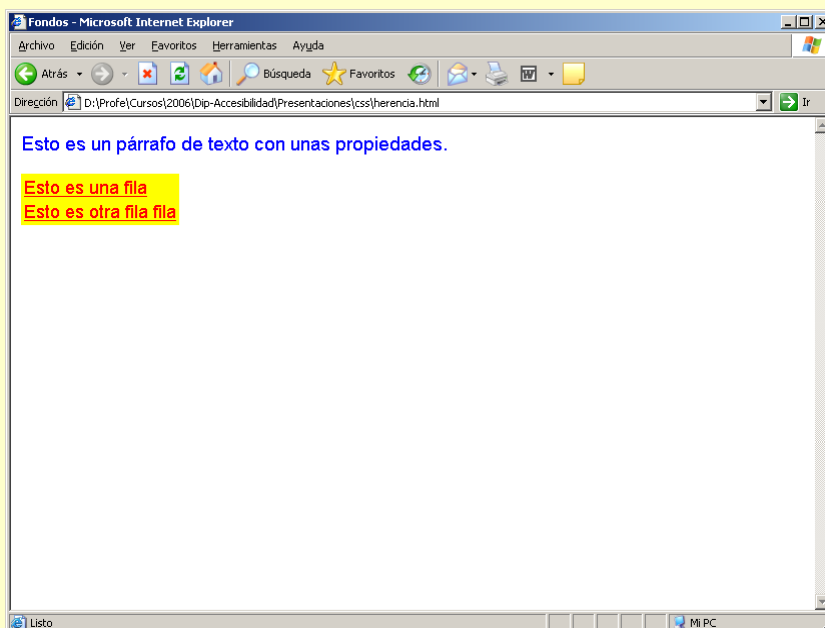 Fondos - Microsoft Internet Explorer
Archivo Edición Ver Favoritos Herramientas Ayuda
Atrás Búsqueda Favoritos
Dirección D:\Profe\Cursos\2006\Dip-Accesibilidad\Presentaciones\css\herencia.html Ir
Esto es un párrafo de texto con unas propiedades.
Esto es una fila
Esto es otra fila fila
Listo Mi PC